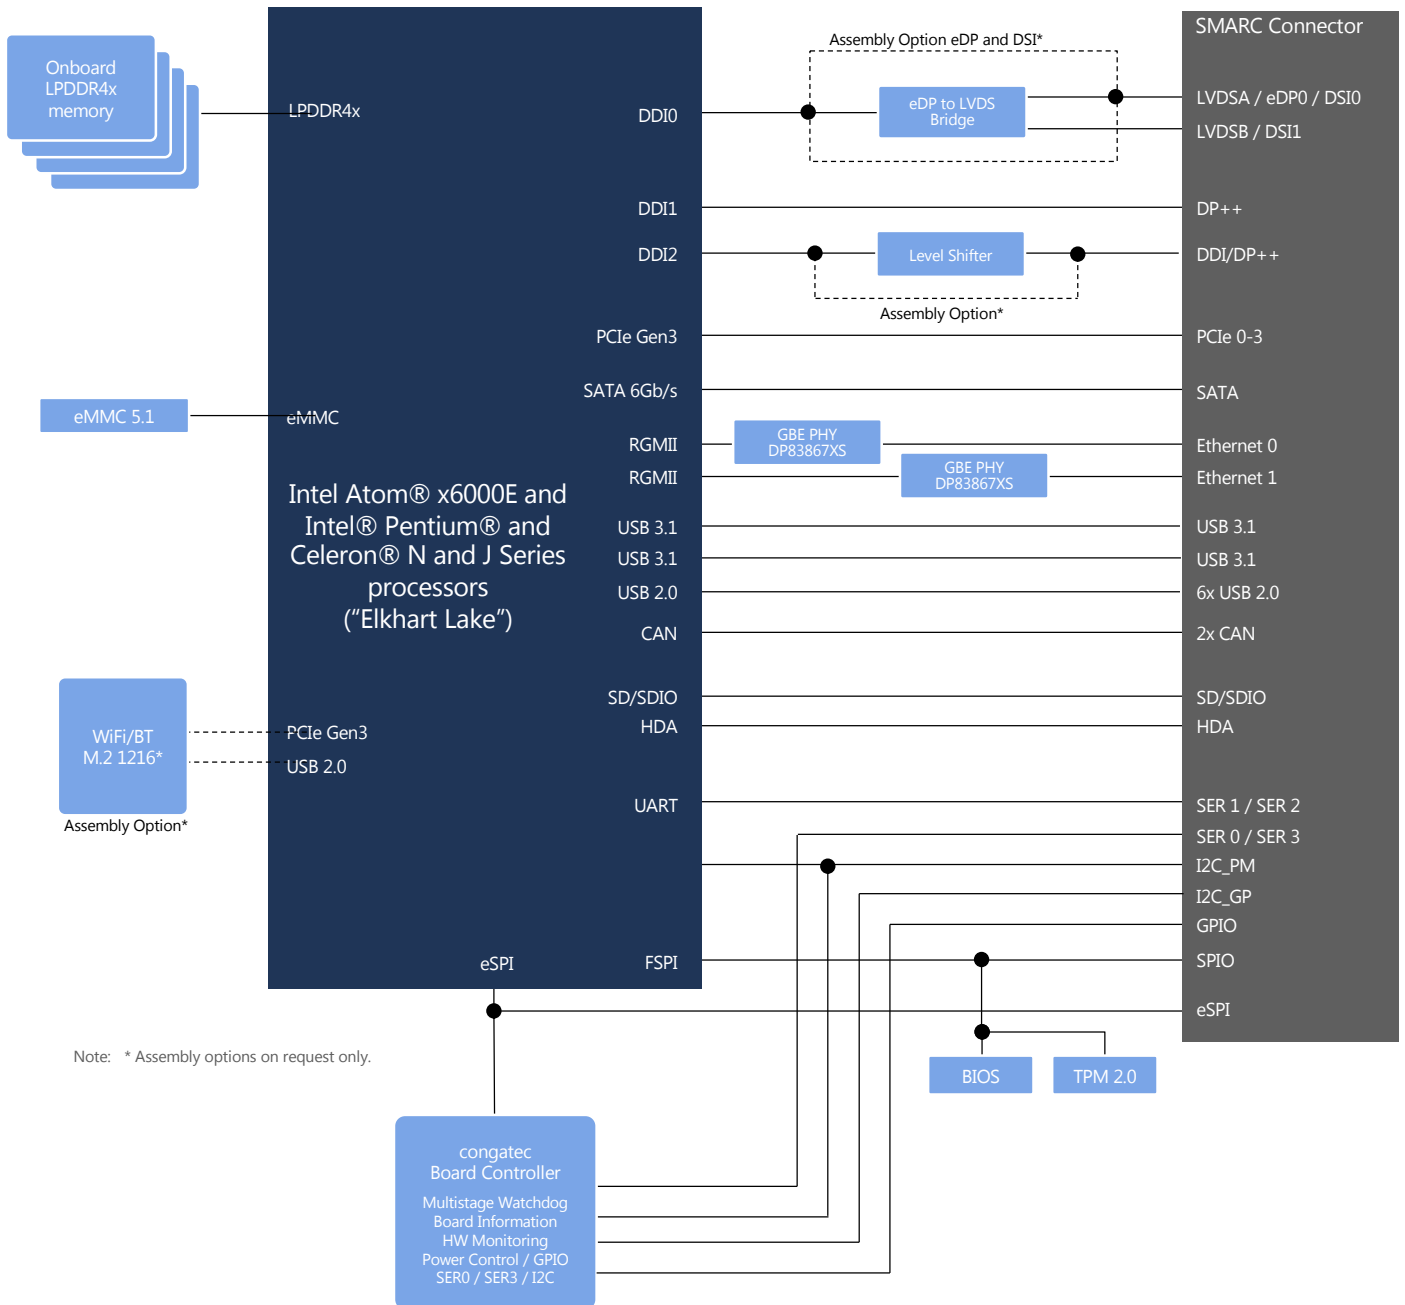 SMARC Connector
Assembly Option eDP and DSI*
Onboard
LPDDR4x
memory
LPDDR4x
DDI0
eDP to LVDS
Bridge
LVDSA / eDP0 / DSI0
LVDSB / DSI1
DDI1
DP++
DDI2
Level Shifter
DDI/DP++
Assembly Option*
PCIe Gen3
PCIe 0-3
SATA 6Gb/s
SATA
eMMC 5.1
eMMC
RGMII
GBE PHY
DP83867XS
Ethernet 0
RGMII
GBE PHY
DP83867XS
Ethernet 1
Intel Atom® x6000E and
Intel® Pentium® and
Celeron® N and J Series
processors
(“Elkhart Lake”)
USB 3.1
USB 3.1
USB 3.1
USB 3.1
USB 2.0
6x USB 2.0
CAN
2x CAN
SD/SDIO
SD/SDIO
HDA
HDA
WiFi/BT
M.2 1216*
PCIe Gen3
USB 2.0
Assembly Option*
UART
SER 1 / SER 2
SER 0 / SER 3
I2C_PM
I2C_GP
GPIO
eSPI
FSPI
SPIO
eSPI
Note: * Assembly options on request only.
BIOS
TPM 2.0
congatec
Board Controller
Multistage Watchdog
Board Information
HW Monitoring
Power Control / GPIO
SER0 / SER3 / I2C